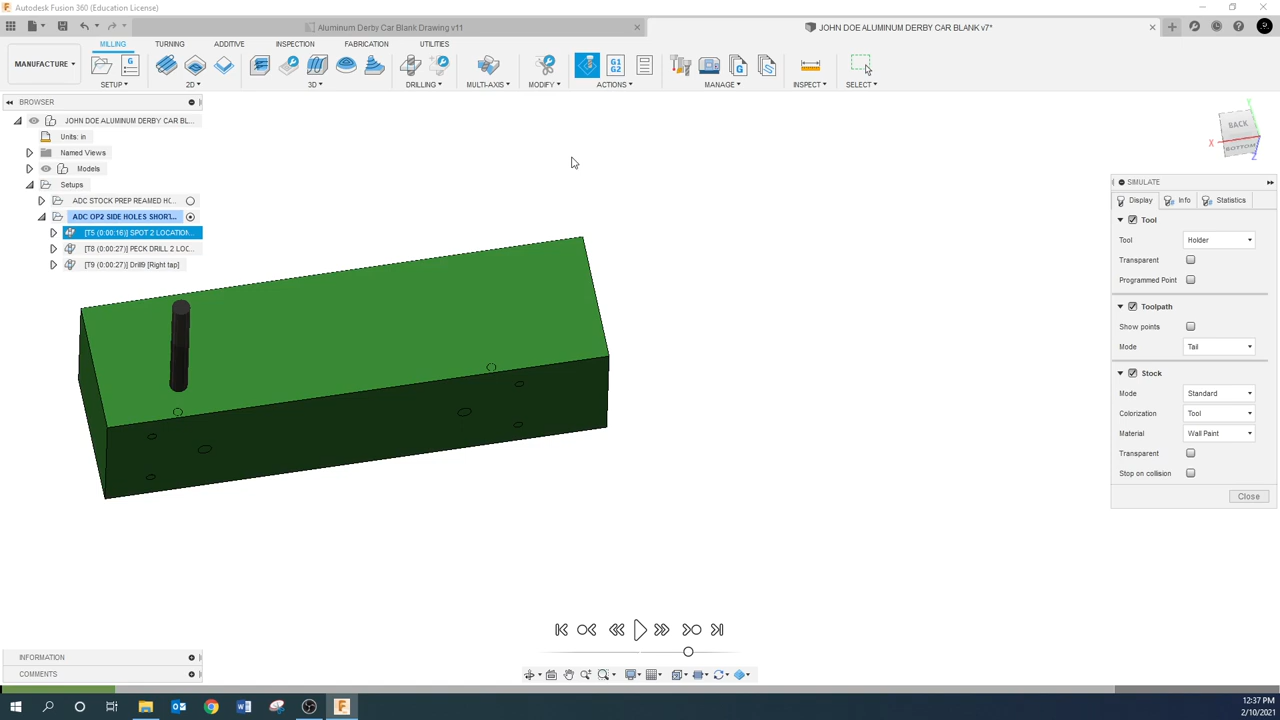 Autodesk Fusion 360 (Education License)
Aluminum Derby Car Blank Drawing v11
JOHN DOE ALUMINUM DERBY CAR BLANK v7*
MILLING TURNING ADDITIVE INSPECTION FABRICATION UTILITIES
MANUFACTURE
G1
G2
SETUP 2D 3D DRILLING MULTI-AXIS MODIFY ACTIONS MANAGE INSPECT SELECT
BROWSER
JOHN DOE ALUMINUM DERBY CAR BL...
Units: in
Named Views
Models
Setups
ADC STOCK PREP REAMED HO...
ADC OP2 SIDE HOLES SHORT...
[T5 (0:00:16)] SPOT 2 LOCATION...
[T8 (0:00:27)] PECK DRILL 2 LOC...
[T9 (0:00:27)] Drill9 [Right tap]
Y
BACK
X
BOTTOM
Z
SIMULATE
Display Info Statistics
Tool
Tool Holder
Transparent
Programmed Point
Toolpath
Show points
Mode Tail
Stock
Mode Standard
Colorization Tool
Material Wall Paint
Transparent
Stop on collision
Close
INFORMATION
COMMENTS
12:37 PM
2/10/2021